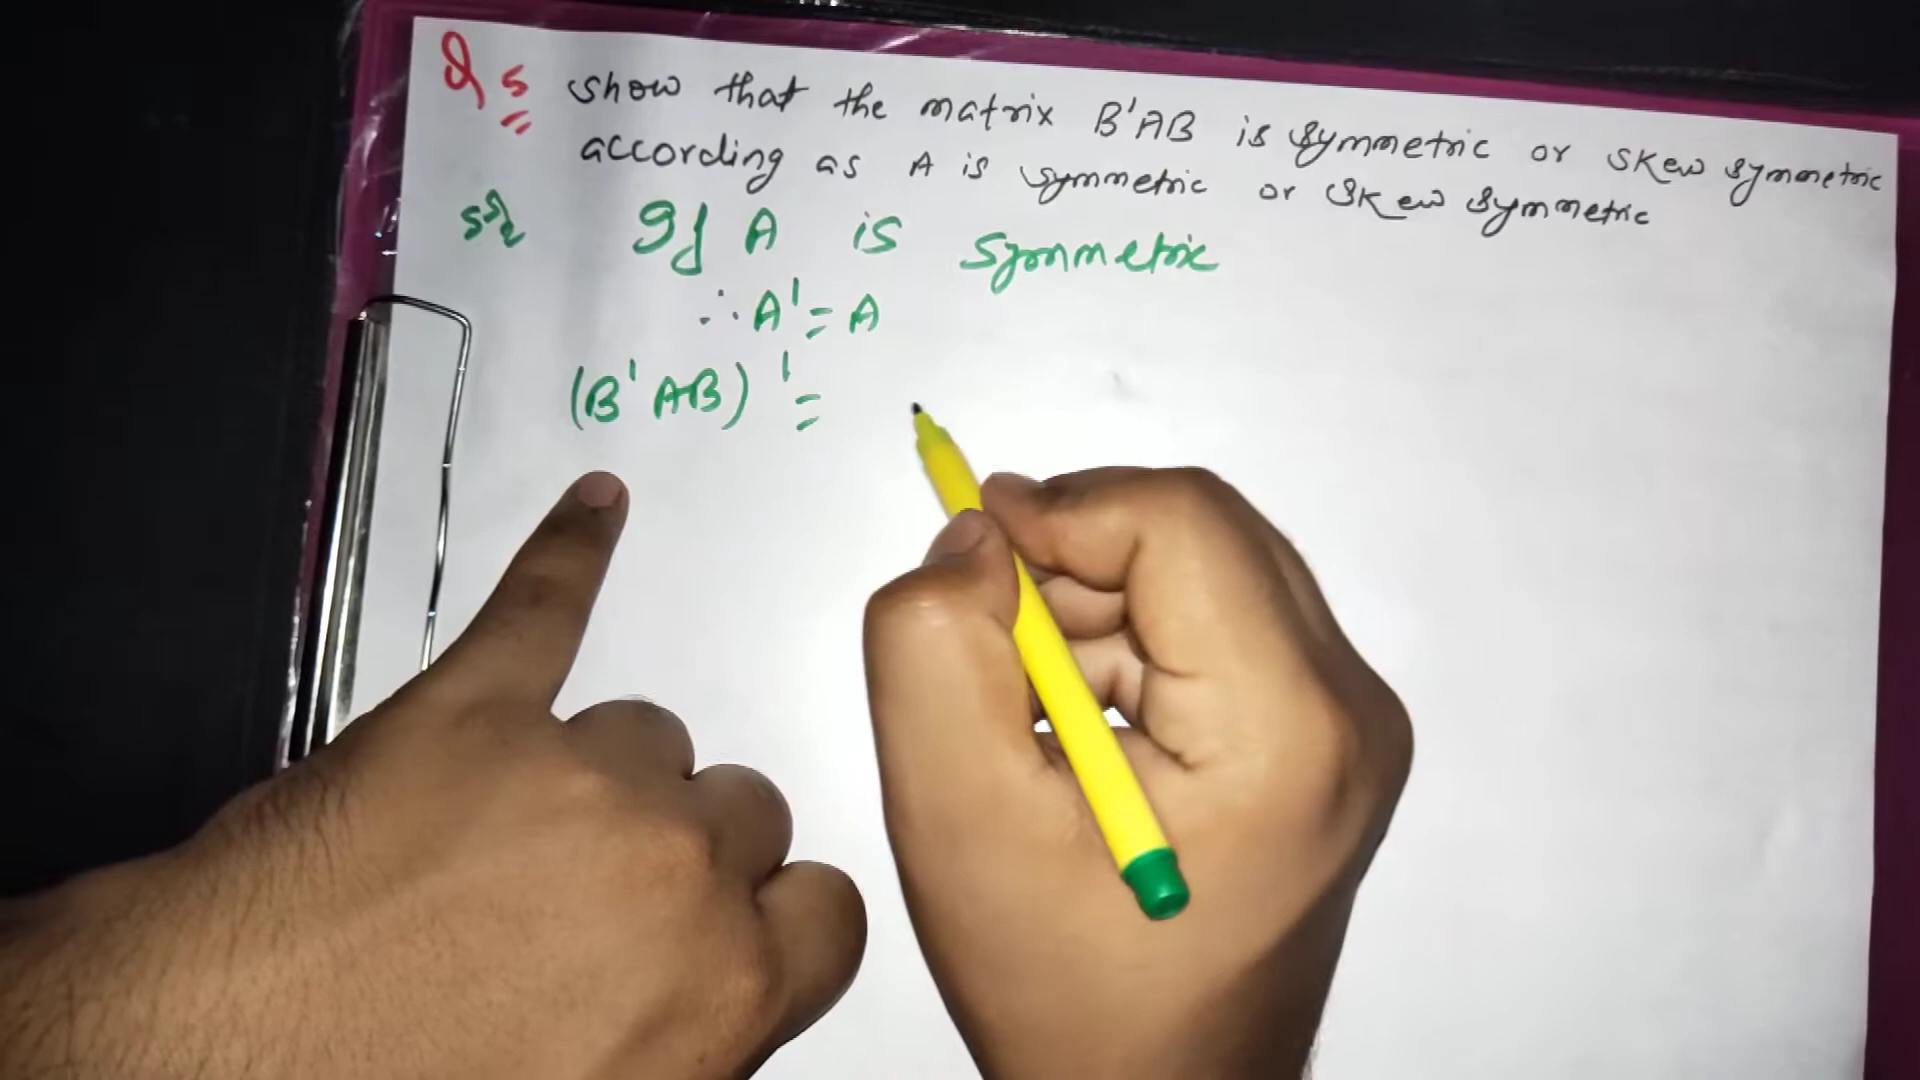 Q5 show that the matrix B'AB is symmetric or skew symmetric
according as A is symmetric or skew symmetric
Sol If A is symmetric
∴ A' = A
(B'AB)' =